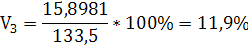 V₃ = 15,8981 / 133,5 * 100% = 11,9%